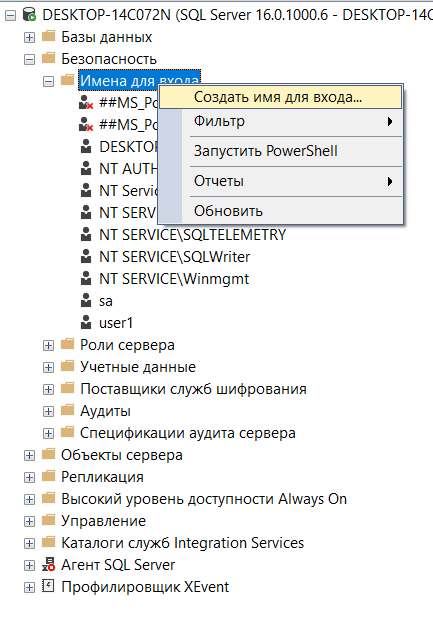 DESKTOP-14C072N (SQL Server 16.0.1000.6 - DESKTOP-14C
Базы данных
Безопасность
Имена для входа
Создать имя для входа...
##MS_Po
Фильтр
##MS_Po
Запустить PowerShell
DESKTOP
NT AUTH
Отчеты
NT Servic
Обновить
NT SERV
NT SERVICE\SQLTELEMETRY
NT SERVICE\SQLWriter
NT SERVICE\Winmgmt
sa
user1
Роли сервера
Учетные данные
Поставщики служб шифрования
Аудиты
Спецификации аудита сервера
Объекты сервера
Репликация
Высокий уровень доступности Always On
Управление
Каталоги служб Integration Services
Агент SQL Server
Профилировщик XEvent